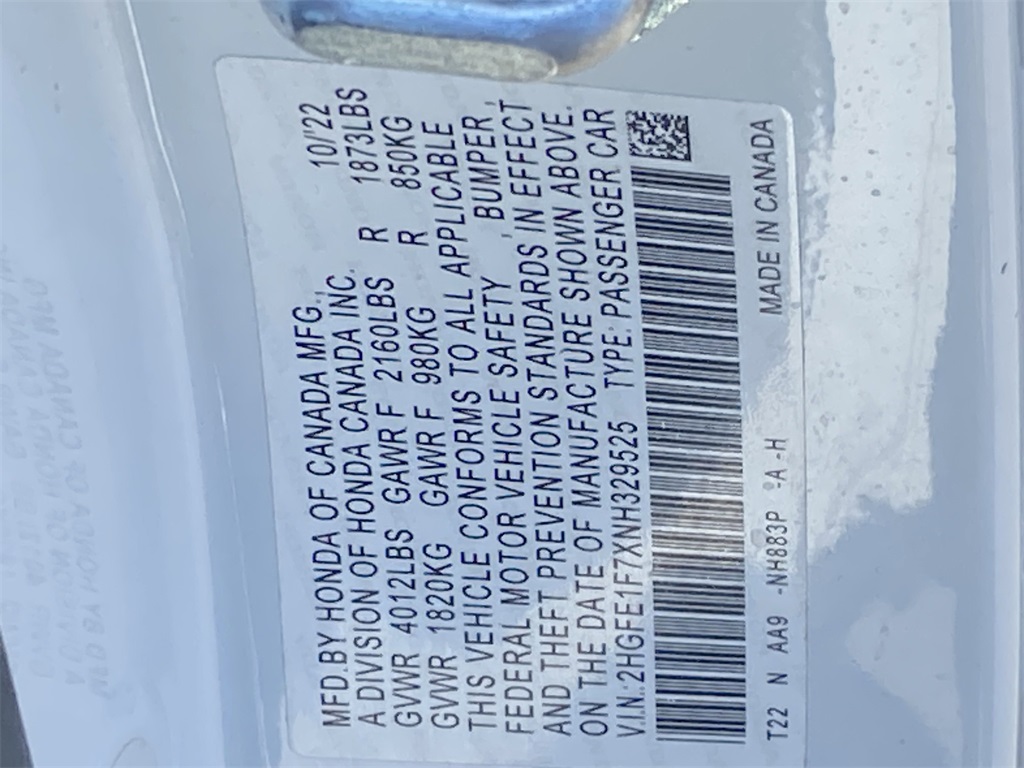 MFD.BY HONDA OF CANADA MFG., 10/'22
A DIVISION OF HONDA CANADA INC.
GVWR 4012LBS GAWR F 2160LBS R 1873LBS
GVWR 1820KG GAWR F 980KG R 850KG
THIS VEHICLE CONFORMS TO ALL APPLICABLE
FEDERAL MOTOR VEHICLE SAFETY , BUMPER,
AND THEFT PREVENTION STANDARDS IN EFFECT
ON THE DATE OF MANUFACTURE SHOWN ABOVE.
V.I.N.:2HGFE1F7XNH329525 TYPE: PASSENGER CAR
T22 N AA9 -NH883P -A -H MADE IN CANADA